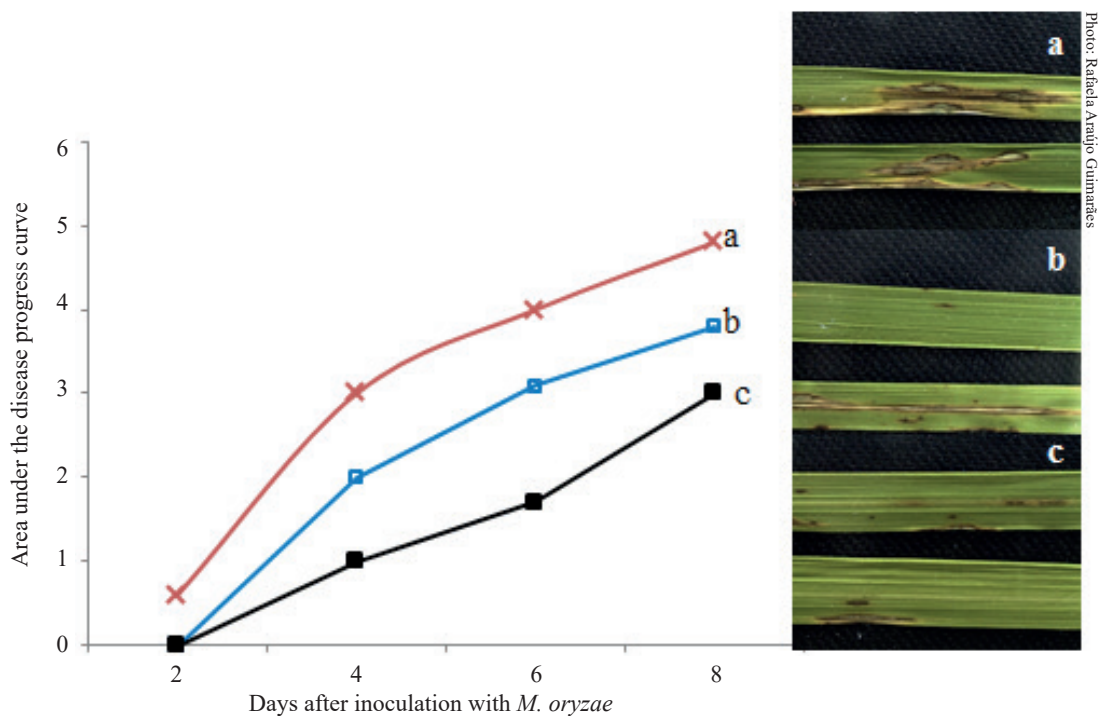 Area under the disease progress curve
6
5
4
3
2
1
0
a
b
c
2
4
6
8
Days after inoculation with M. oryzae
a
b
c
Photo: Rafaela Araújo Guimarães